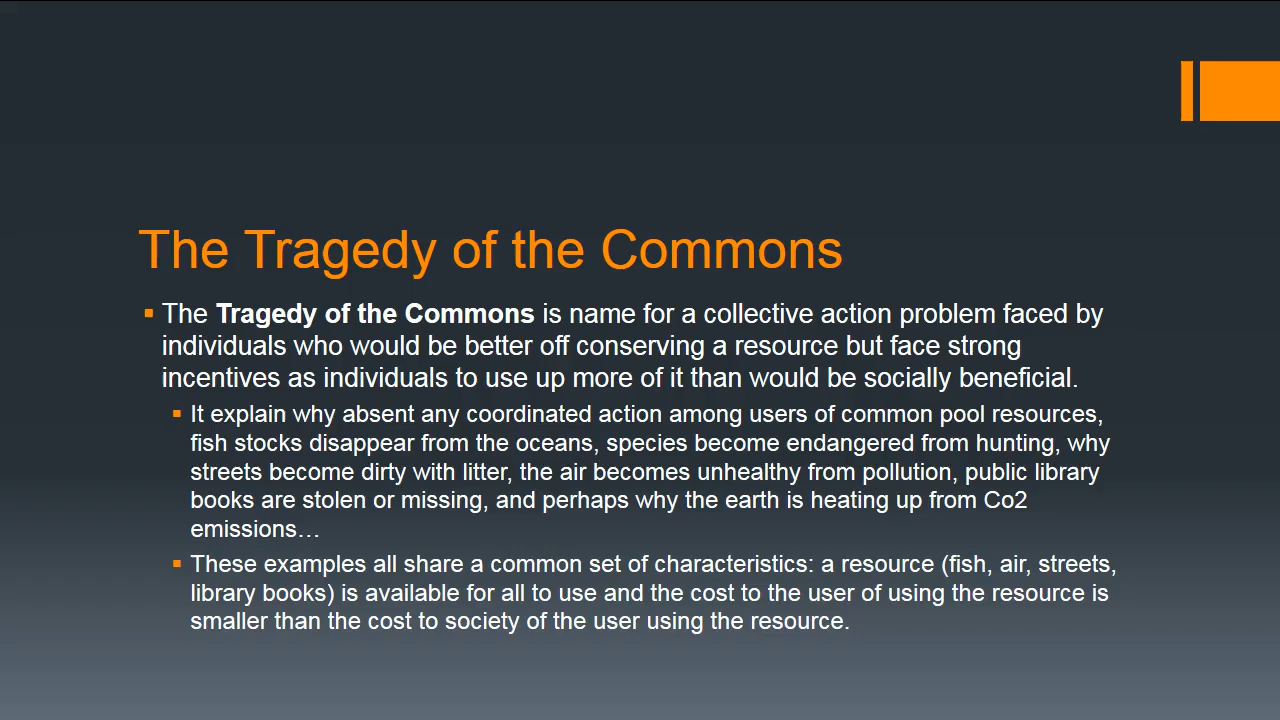 The Tragedy of the Commons
The Tragedy of the Commons is name for a collective action problem faced by
individuals who would be better off conserving a resource but face strong
incentives as individuals to use up more of it than would be socially beneficial.
It explain why absent any coordinated action among users of common pool resources,
fish stocks disappear from the oceans, species become endangered from hunting, why
streets become dirty with litter, the air becomes unhealthy from pollution, public library
books are stolen or missing, and perhaps why the earth is heating up from Co2
emissions…
These examples all share a common set of characteristics: a resource (fish, air, streets,
library books) is available for all to use and the cost to the user of using the resource is
smaller than the cost to society of the user using the resource.